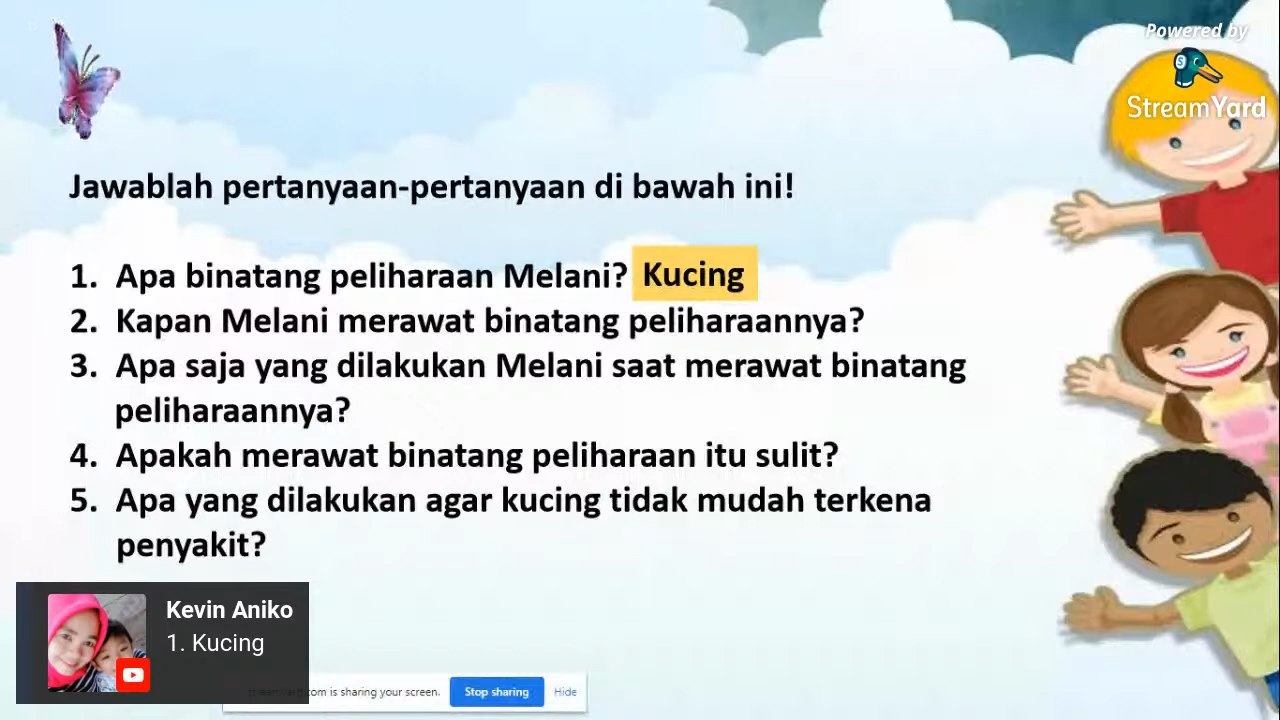 Powered by
StreamYard
Jawablah pertanyaan-pertanyaan di bawah ini!
1. Apa binatang peliharaan Melani? Kucing
2. Kapan Melani merawat binatang peliharaannya?
3. Apa saja yang dilakukan Melani saat merawat binatang
peliharaannya?
4. Apakah merawat binatang peliharaan itu sulit?
5. Apa yang dilakukan agar kucing tidak mudah terkena
penyakit?
Kevin Aniko
1. Kucing
is sharing your screen. Stop sharing Hide